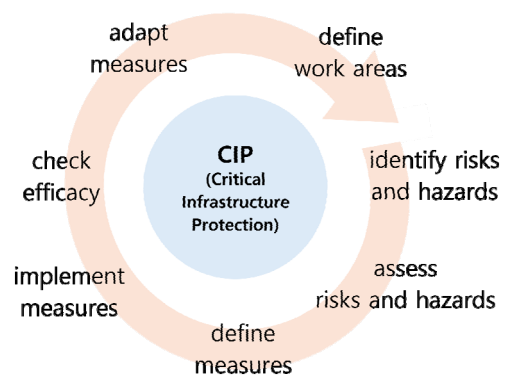 adapt
measures
define
work areas
CIP
(Critical
Infrastructure
Protection)
check
efficacy
identify risks
and hazards
implement
measures
assess
risks and hazards
define
measures